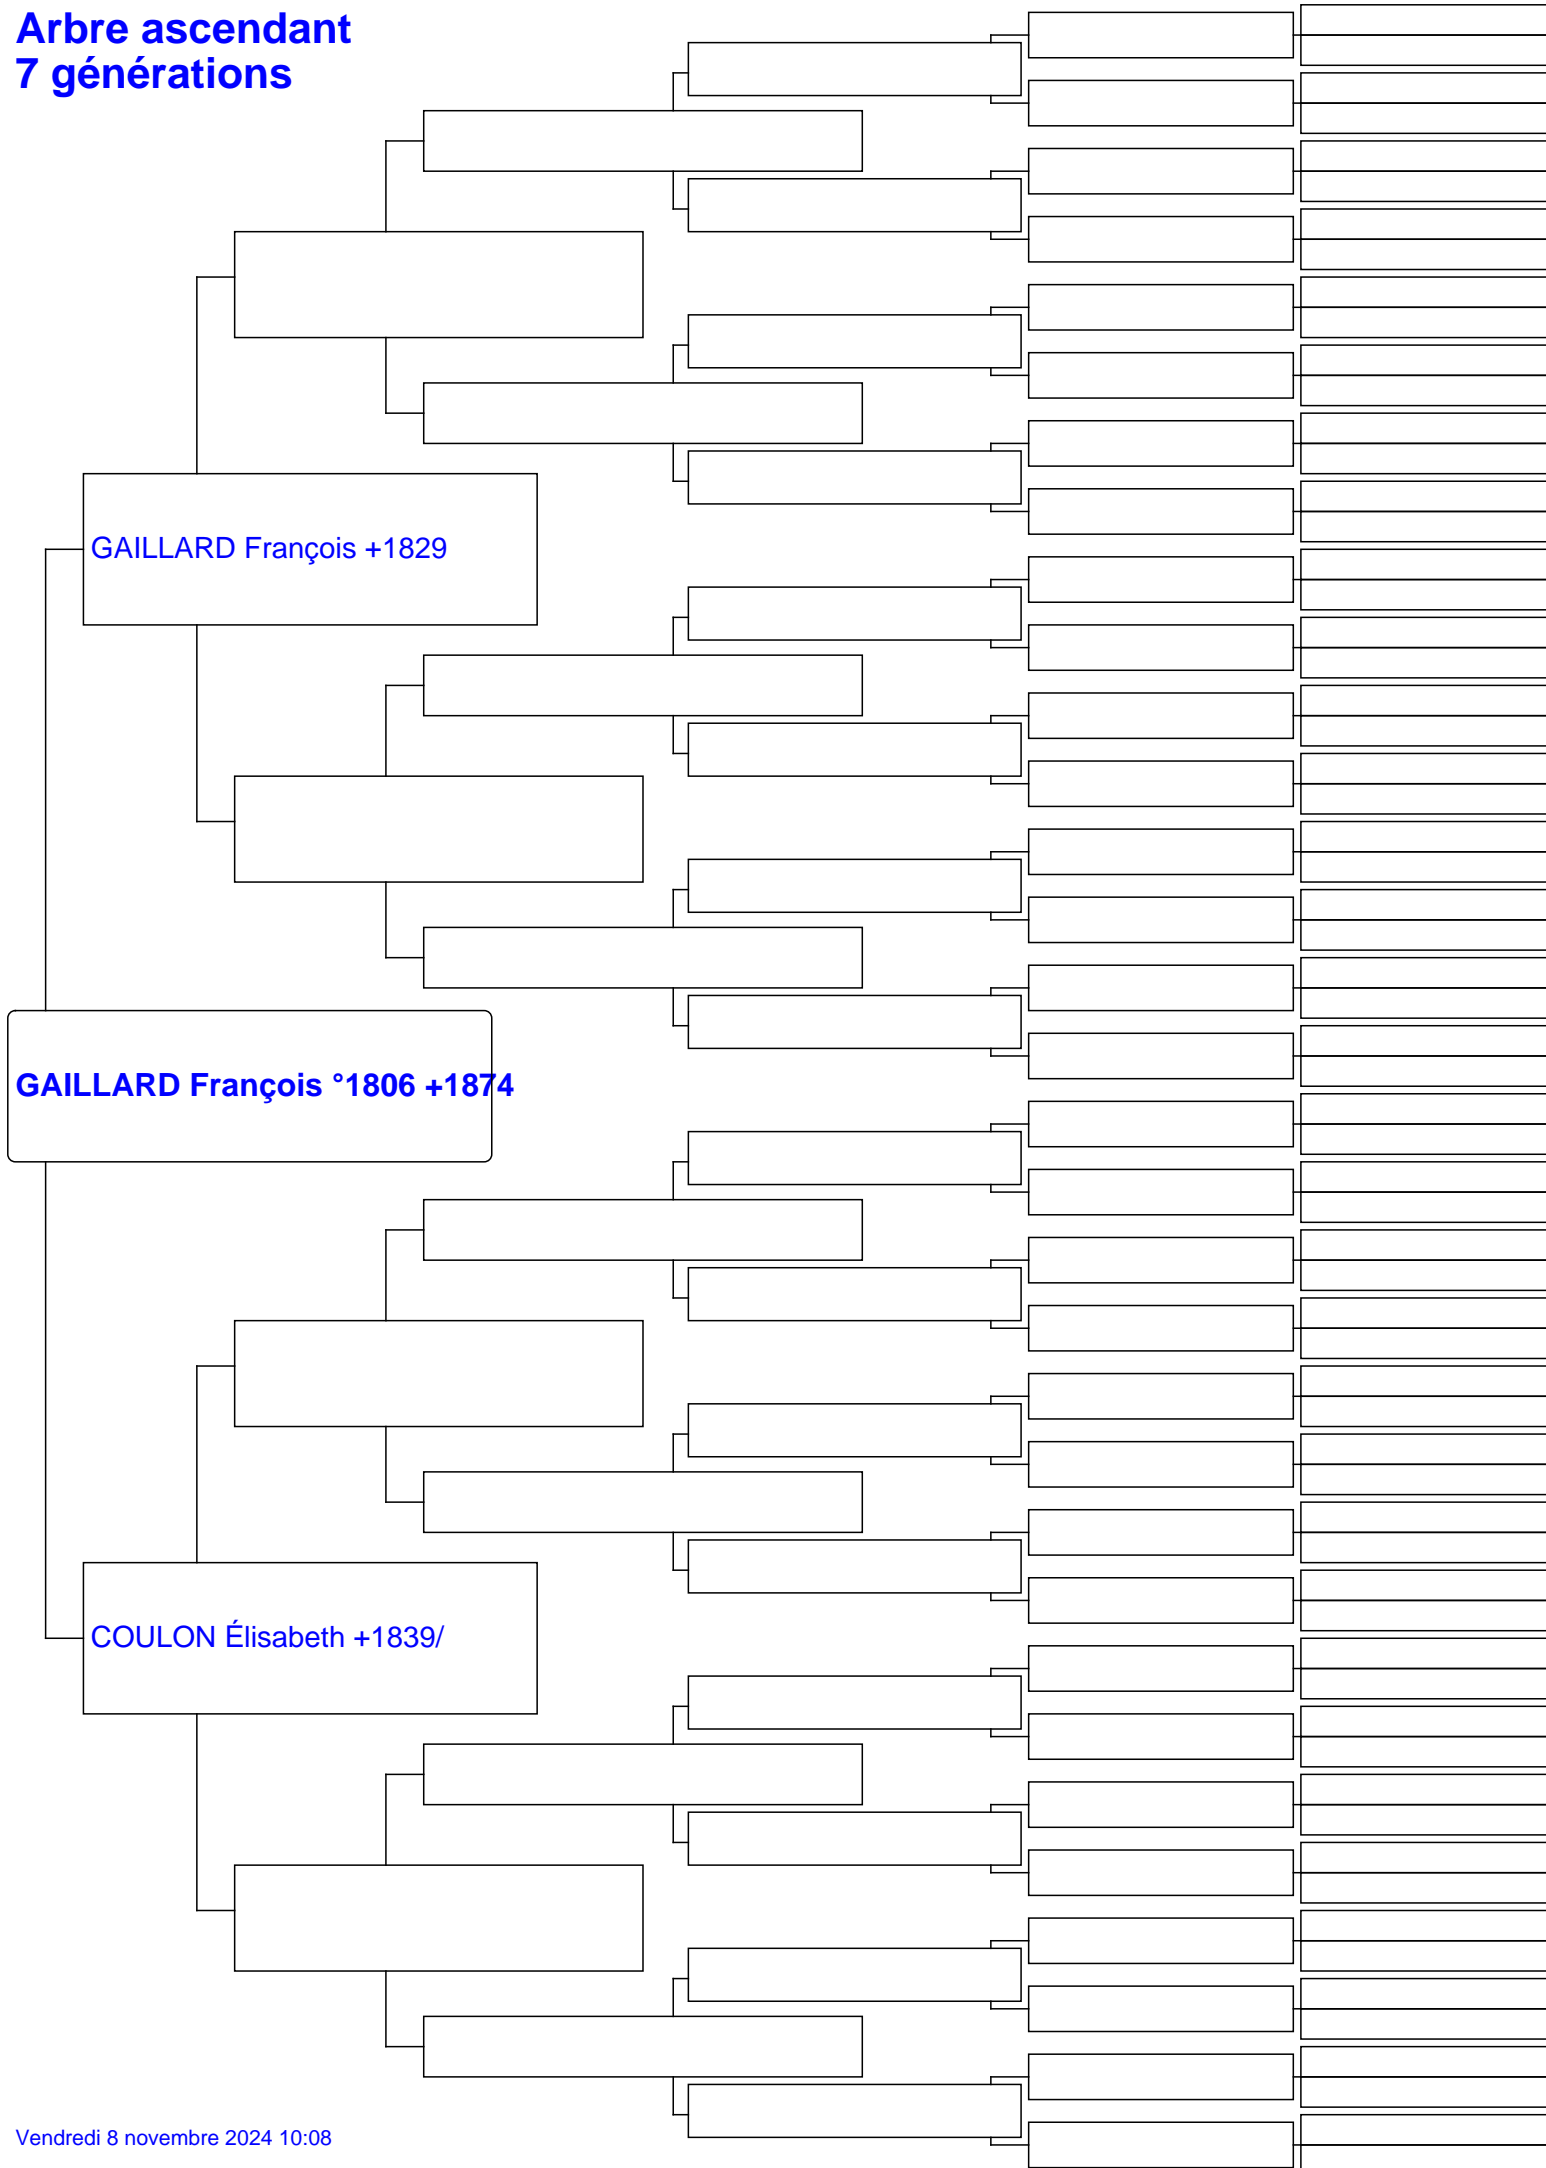 Arbre ascendant
7 générations
GAILLARD François +1829
GAILLARD François °1806 +1874
COULON Élisabeth +1839/
Vendredi 8 novembre 2024 10:08